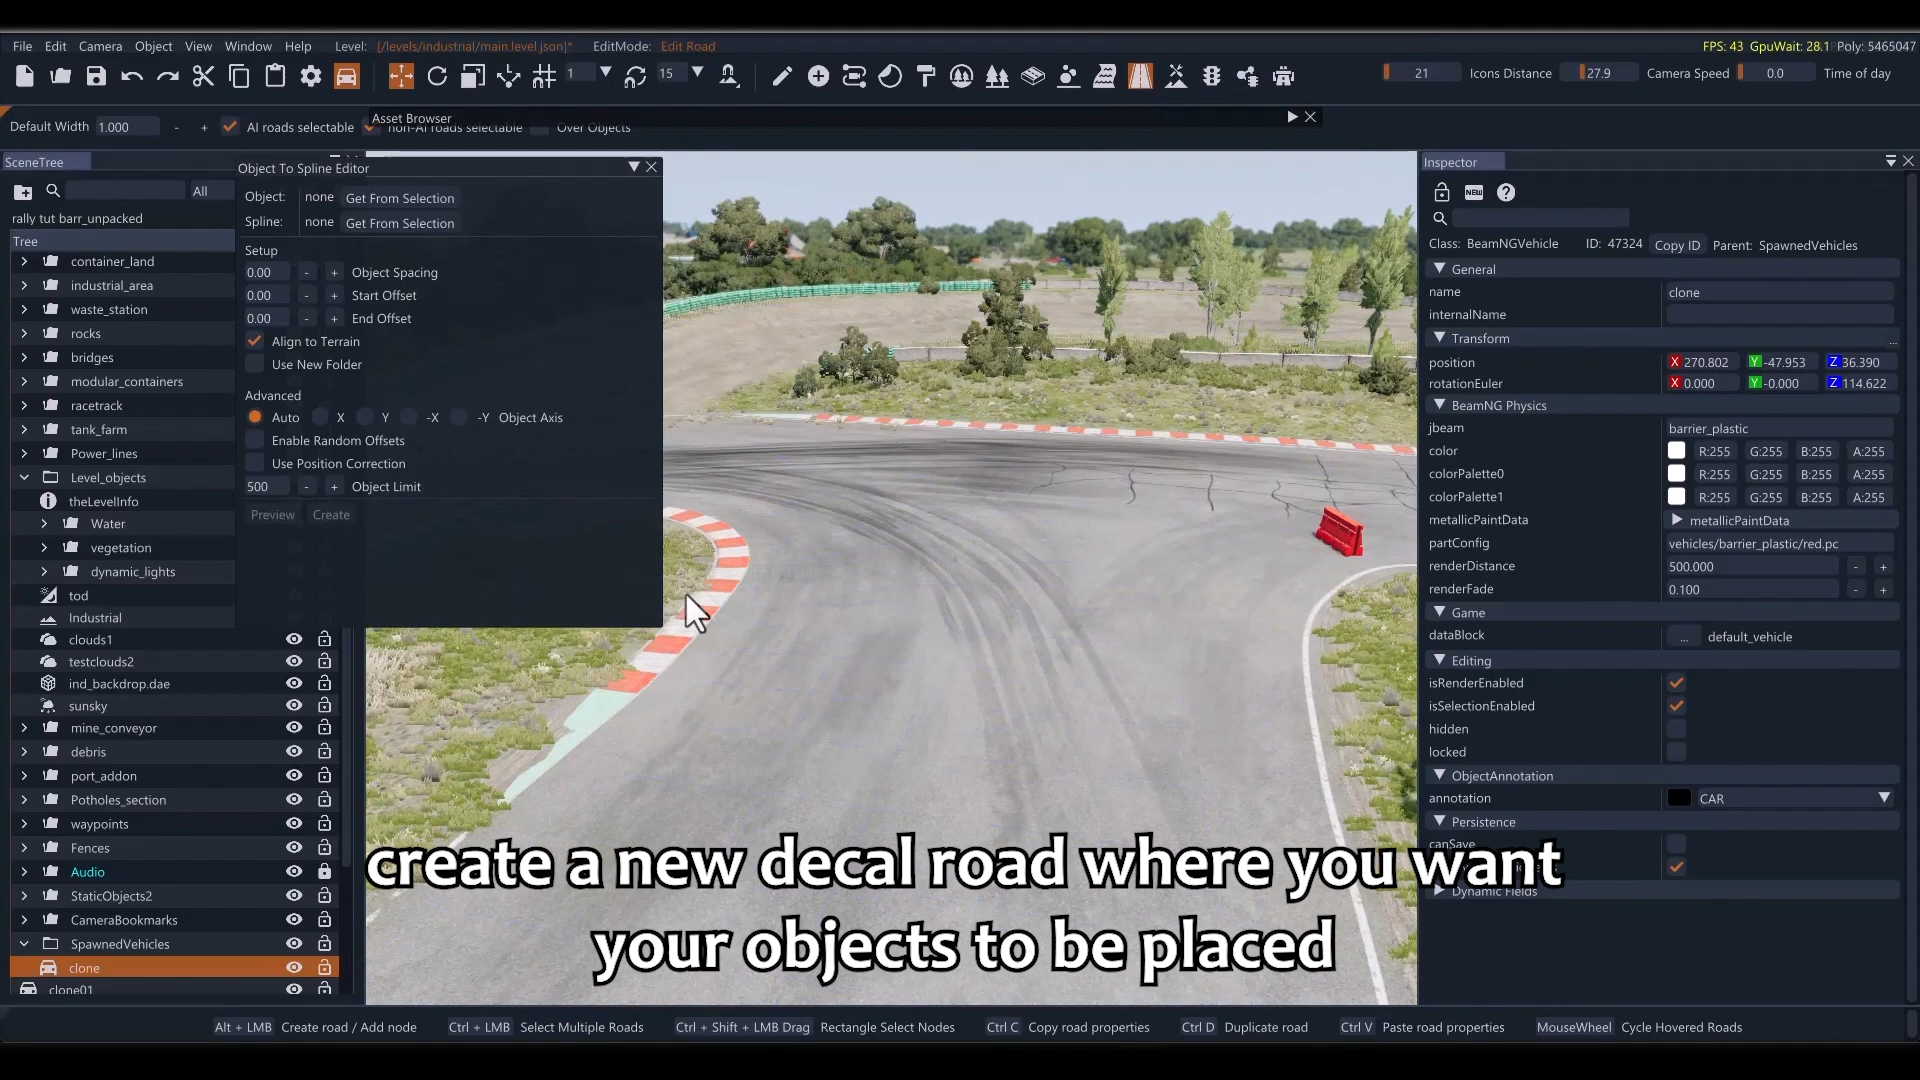 File Edit Camera Object View Window Help Level: [/levels/industrial/main.level.json]* EditMode: Edit Road FPS: 43 GpuWait: 28.1 Poly: 5465047
1 15 21 Icons Distance 27.9 Camera Speed 0.0 Time of day
Asset Browser
Default Width 1.000 - + AI roads selectable non-AI roads selectable Over Objects
SceneTree
All
rally tut barr_unpacked
Tree
container_land
industrial_area
waste_station
rocks
bridges
modular_containers
racetrack
tank_farm
Power_lines
Level_objects
theLevelInfo
Water
vegetation
dynamic_lights
tod
Industrial
clouds1
testclouds2
ind_backdrop.dae
sunsky
mine_conveyor
debris
port_addon
Potholes_section
waypoints
Fences
Audio
StaticObjects2
CameraBookmarks
SpawnedVehicles
clone
clone01
Object To Spline Editor
Object: none Get From Selection
Spline: none Get From Selection
Setup
0.00 - + Object Spacing
0.00 - + Start Offset
0.00 - + End Offset
Align to Terrain
Use New Folder
Advanced
Auto X Y -X -Y Object Axis
Enable Random Offsets
Use Position Correction
500 - + Object Limit
Preview Create
Inspector
NEW ?
Class: BeamNGVehicle ID: 47324 Copy ID Parent: SpawnedVehicles
General
name clone
internalName
Transform ...
position X 270.802 Y -47.953 Z 36.390
rotationEuler X 0.000 Y -0.000 Z 114.622
BeamNG Physics
jbeam barrier_plastic
color R:255 G:255 B:255 A:255
colorPalette0 R:255 G:255 B:255 A:255
colorPalette1 R:255 G:255 B:255 A:255
metallicPaintData metallicPaintData
partConfig vehicles/barrier_plastic/red.pc
renderDistance 500.000 - +
renderFade 0.100 - +
Game
dataBlock ... default_vehicle
Editing
isRenderEnabled
isSelectionEnabled
hidden
locked
ObjectAnnotation
annotation CAR
Persistence
canSave
Dynamic Fields
create a new decal road where you want
your objects to be placed
Alt + LMB Create road / Add node Ctrl + LMB Select Multiple Roads Ctrl + Shift + LMB Drag Rectangle Select Nodes Ctrl C Copy road properties Ctrl D Duplicate road Ctrl V Paste road properties MouseWheel Cycle Hovered Roads